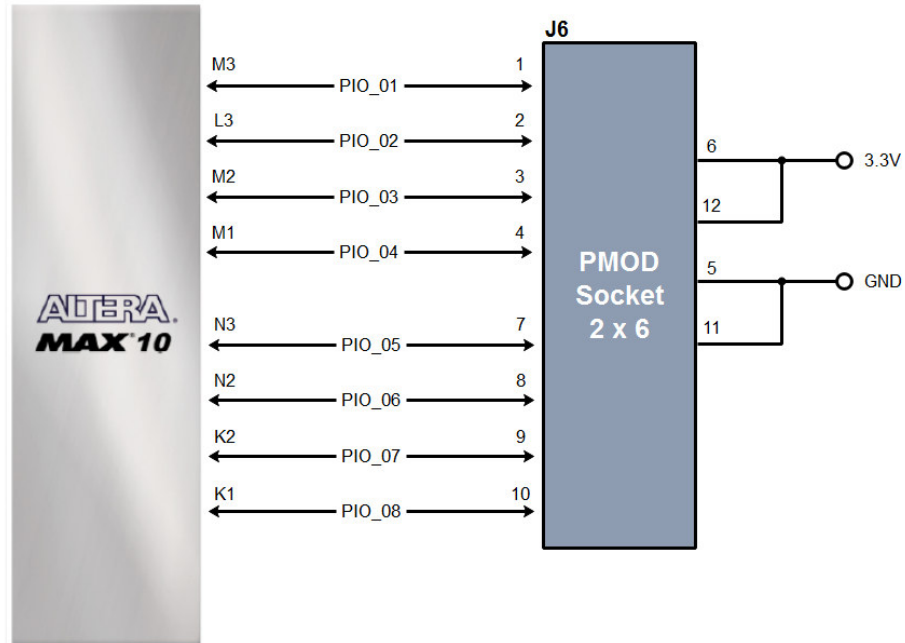 J6
M3 1
PIO_01
L3 2
PIO_02
M2 3
PIO_03
M1 4
PIO_04
N3 7
PIO_05
N2 8
PIO_06
K2 9
PIO_07
K1 10
PIO_08
ALTERA.
MAX® 10
PMOD
Socket
2 x 6
6
3.3V
12
5
GND
11